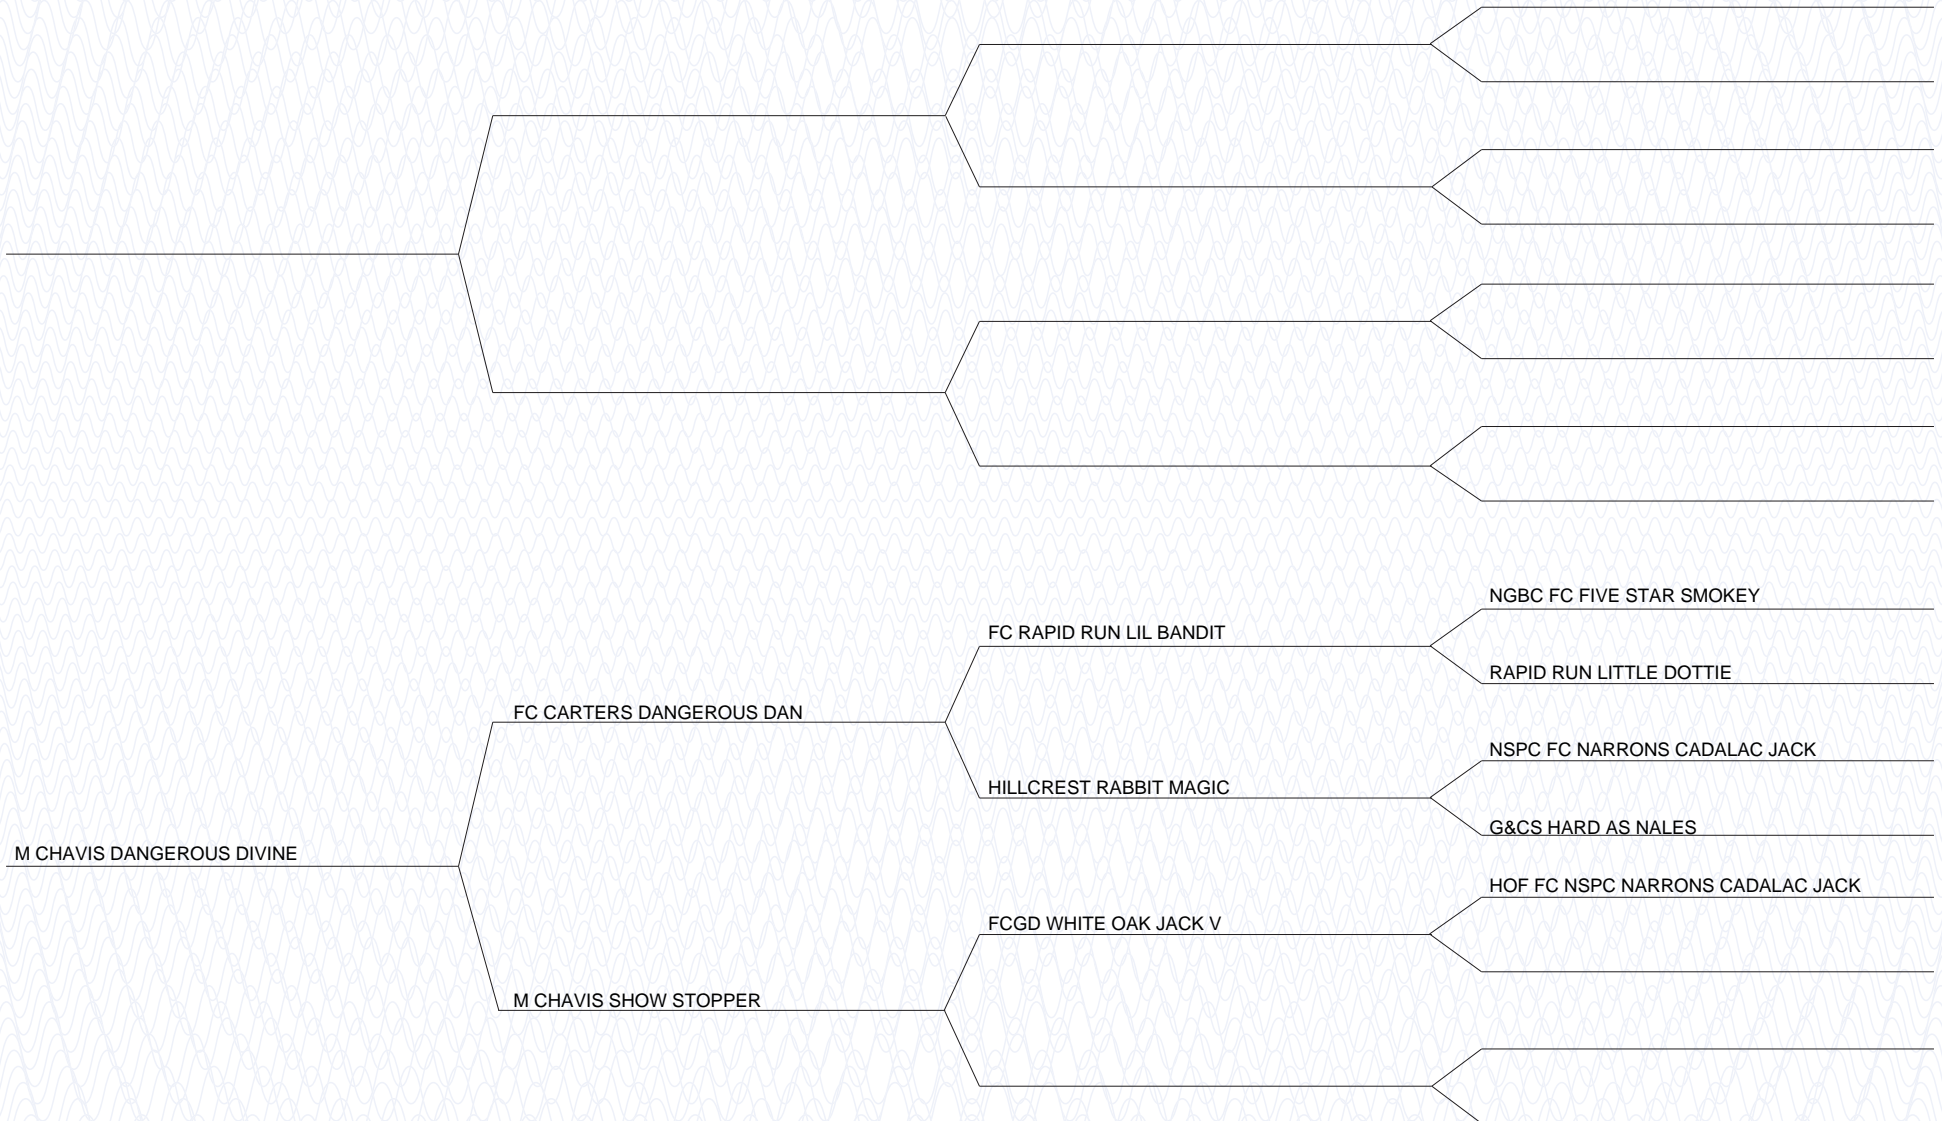 NGBC FC FIVE STAR SMOKEY
FC RAPID RUN LIL BANDIT
RAPID RUN LITTLE DOTTIE
FC CARTERS DANGEROUS DAN
NSPC FC NARRONS CADALAC JACK
HILLCREST RABBIT MAGIC
G&CS HARD AS NALES
M CHAVIS DANGEROUS DIVINE
HOF FC NSPC NARRONS CADALAC JACK
FCGD WHITE OAK JACK V
M CHAVIS SHOW STOPPER